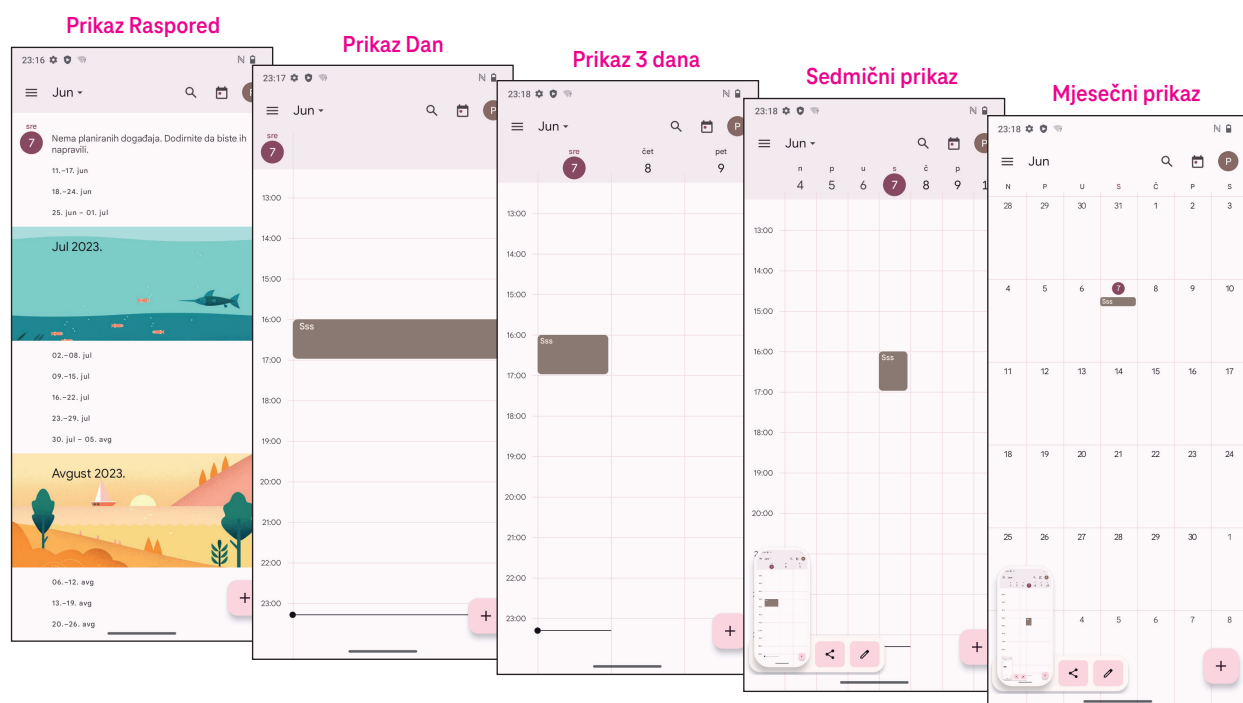 Prikaz Raspored
23:16
Jun
sre
7
Nema planiranih događaja. Dodirnite da biste ih
napravili.
11.–17. jun
18.–24. jun
25. jun – 01. jul
Jul 2023.
02.–08. jul
09.–15. jul
16.–22. jul
23.–29. jul
30. jul – 05. avg
Avgust 2023.
06.–12. avg
13.–19. avg
20.–26. avg
+
Prikaz Dan
23:17
Jun
P
sre
7
13:00
14:00
15:00
16:00
Sss
17:00
18:00
19:00
20:00
21:00
22:00
23:00
+
Prikaz 3 dana
23:18
Jun
P
sre čet pet
7 8 9
13:00
14:00
15:00
16:00
Sss
17:00
18:00
19:00
20:00
21:00
22:00
23:00
+
Sedmični prikaz
23:18
Jun
P
n p u s č p
4 5 6 7 8 9 1
13:00
14:00
15:00
16:00
Sss
17:00
18:00
19:00
20:00
+
Mjesečni prikaz
23:18
Jun
P
N P U S Č P S
28 29 30 31 1 2 3
4 5 6 7 8 9 10
Sss
11 12 13 14 15 16 17
18 19 20 21 22 23 24
25 26 27 28 29 30 1
4 5 6 7 8
+